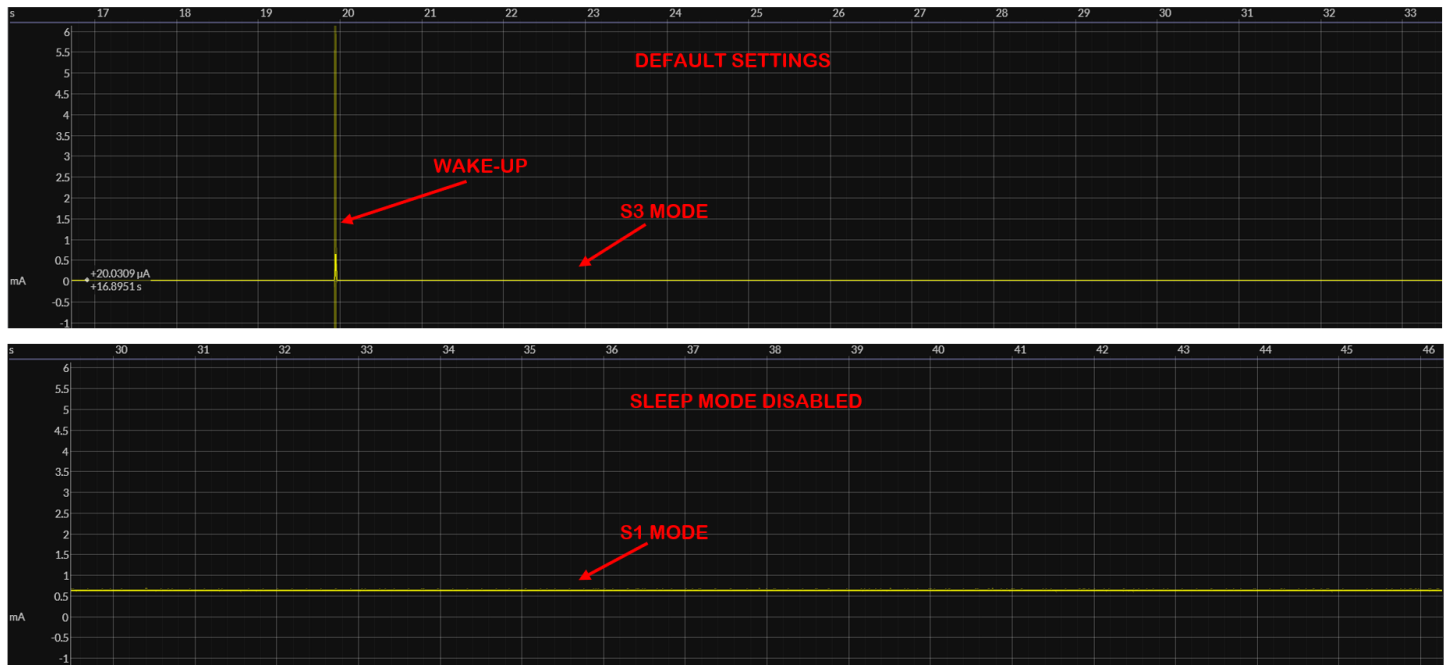 s 17 18 19 20 21 22 23 24 25 26 27 28 29 30 31 32 33
6
DEFAULT SETTINGS
5.5
5
4.5
4
3.5
3
WAKE-UP
2.5
2
S3 MODE
1.5
1
0.5
+20.0309 µA
mA 0
+16.8951 s
-0.5
-1
s 30 31 32 33 34 35 36 37 38 39 40 41 42 43 44 45 46
6
5.5
SLEEP MODE DISABLED
5
4.5
4
3.5
3
2.5
2
S1 MODE
1.5
1
0.5
mA 0
-0.5
-1